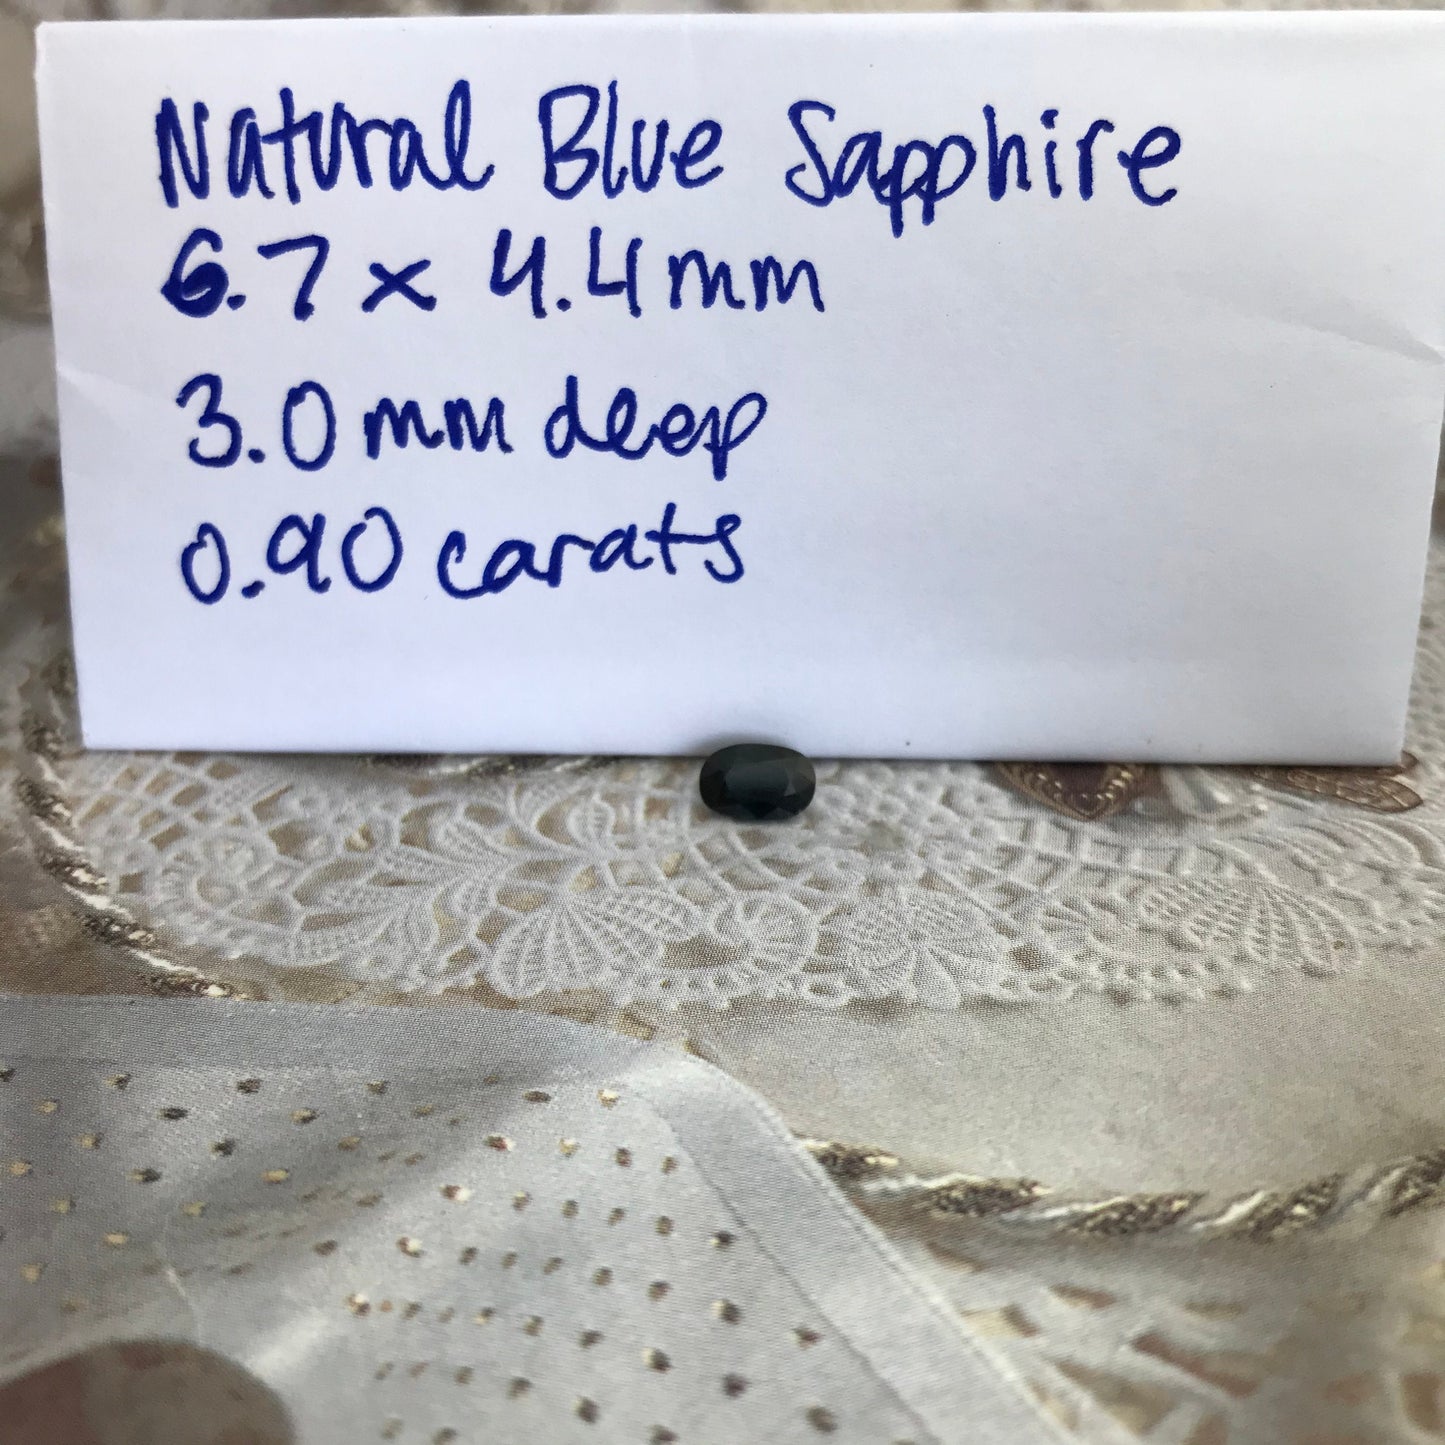 Natural Blue Sapphire
6.7 x 4.4mm
3.0mm deep
0.90 carats